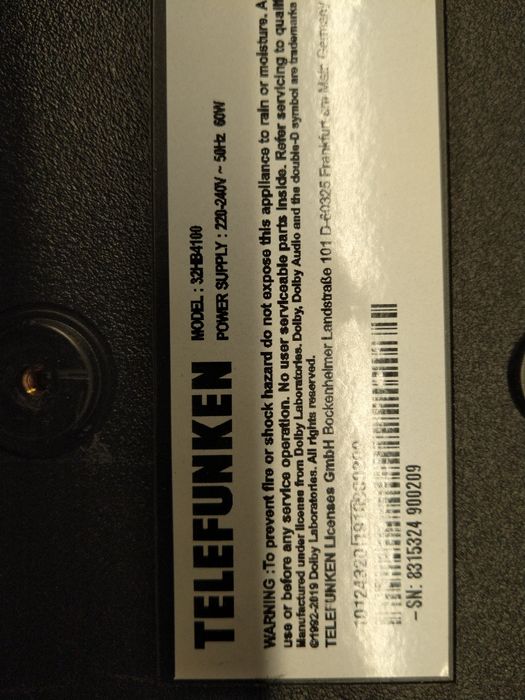 TELEFUNKEN
MODEL : 32HB4100
POWER SUPPLY : 220-240V ~ 50Hz 60W
WARNING :To prevent fire or shock hazard do not expose this appliance to rain or moisture. A
use or before any service operation. No user serviceable parts inside. Refer servicing to qualif
Manufactured under license from Dolby Laboratories. Dolby, Dolby Audio and the double-D symbol are trademarks
©1992-2019 Dolby Laboratories. All rights reserved.
TELEFUNKEN Licenses GmbH Bockenheimer Landstraße 101 D-60325 Frankfurt am Main Germany
- SN: 8315324 900209